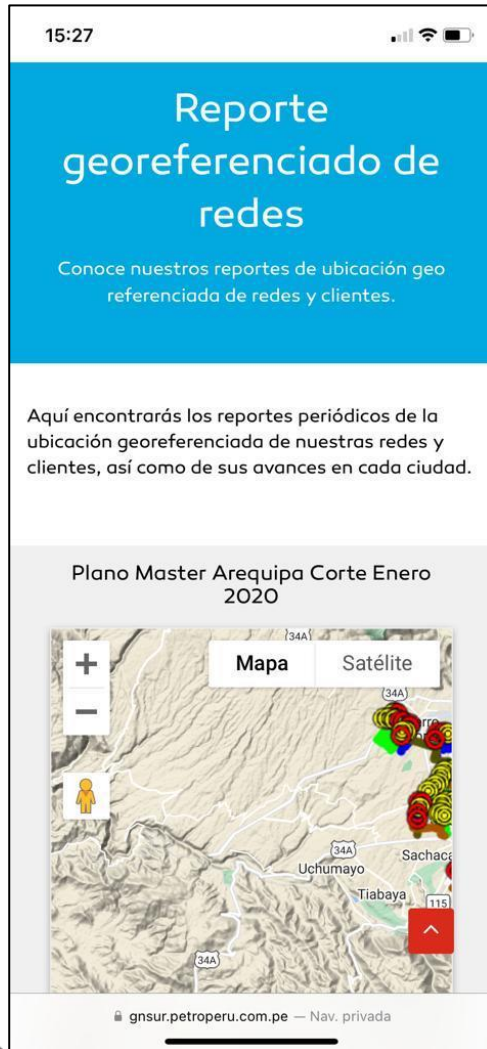 15:27
Reporte
georeferenciado de
redes
Conoce nuestros reportes de ubicación geo
referenciada de redes y clientes.
Aquí encontrarás los reportes periódicos de la
ubicación georeferenciada de nuestras redes y
clientes, así como de sus avances en cada ciudad.
Plano Master Arequipa Corte Enero
2020
34A
+
Mapa Satélite
34A
−
34A
Sachaca
Uchumayo
Tiabaya
115
34A
gnsur.petroperu.com.pe — Nav. privada